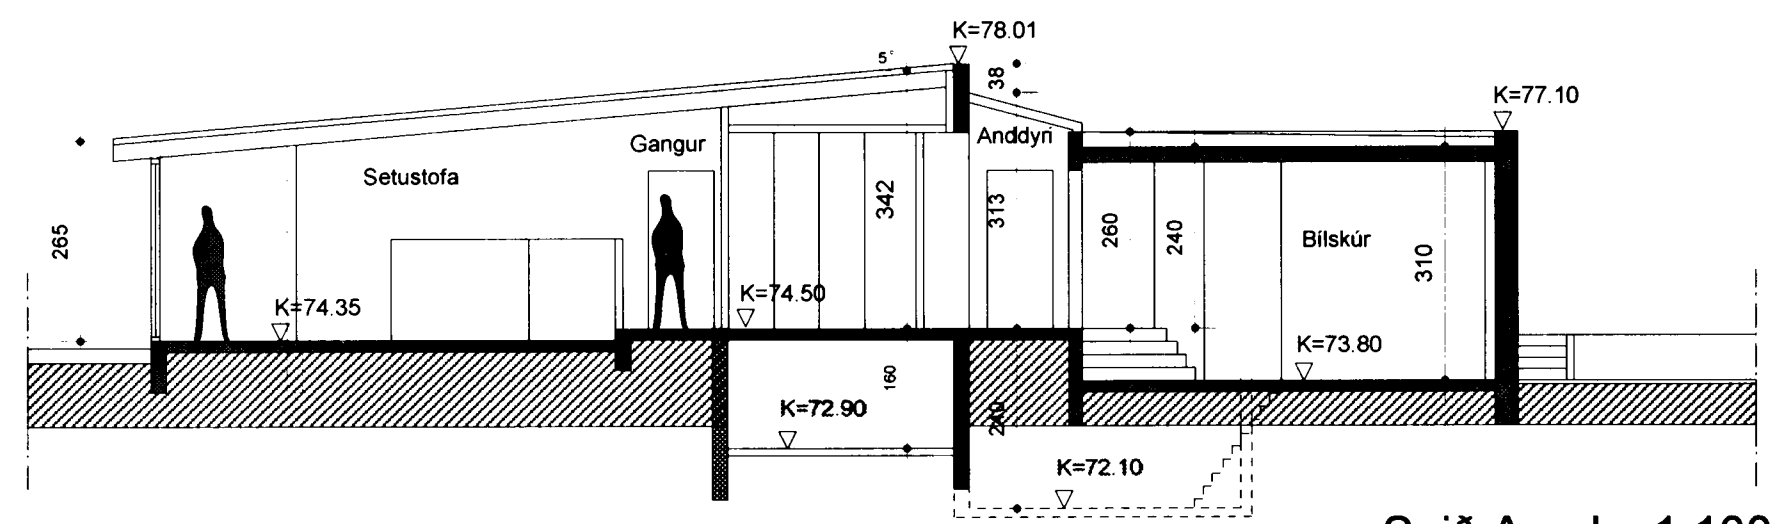 K=78.01
5°
38
K=77.10
Gangur
Anddyri
Setustofa
265
342
313
260
240
Bílskúr
310
K=74.35
K=74.50
K=73.80
160
K=72.90
240
K=72.10